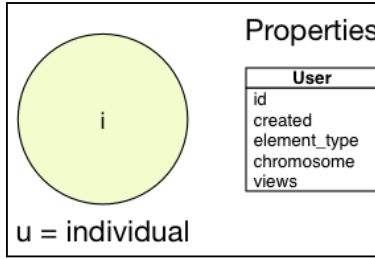 Properties
User
id
created
element_type
chromosome
views
i
u = individual